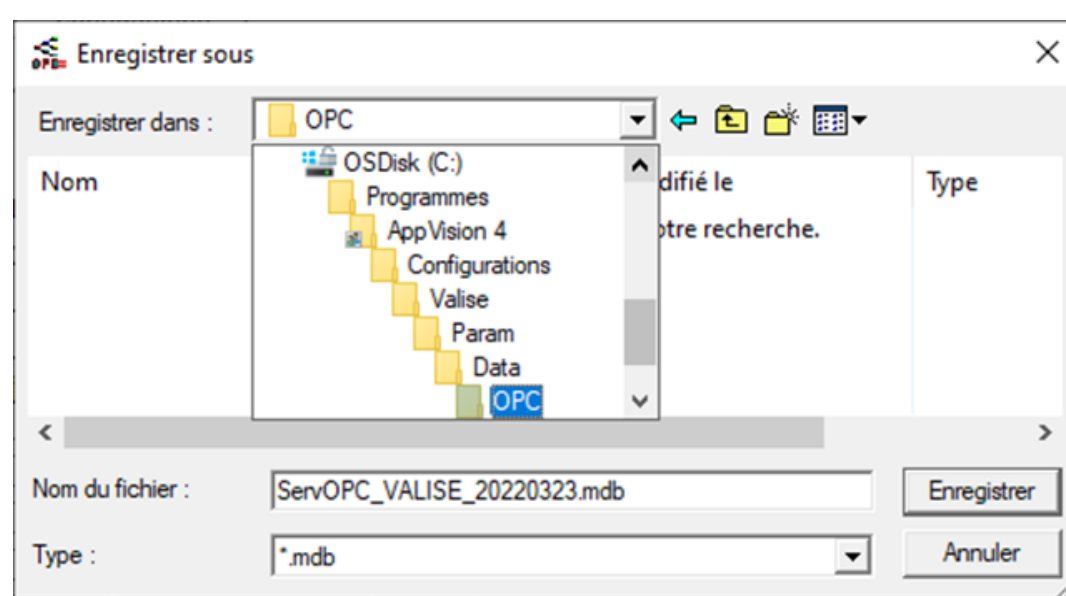 Enregistrer sous
Enregistrer dans :
OPC
OSDisk (C:)
Programmes
AppVision 4
Configurations
Valise
Param
Data
OPC
Nom
difié le
Type
otre recherche.
Nom du fichier :
ServOPC_VALISE_20220323.mdb
Enregistrer
Type :
*.mdb
Annuler